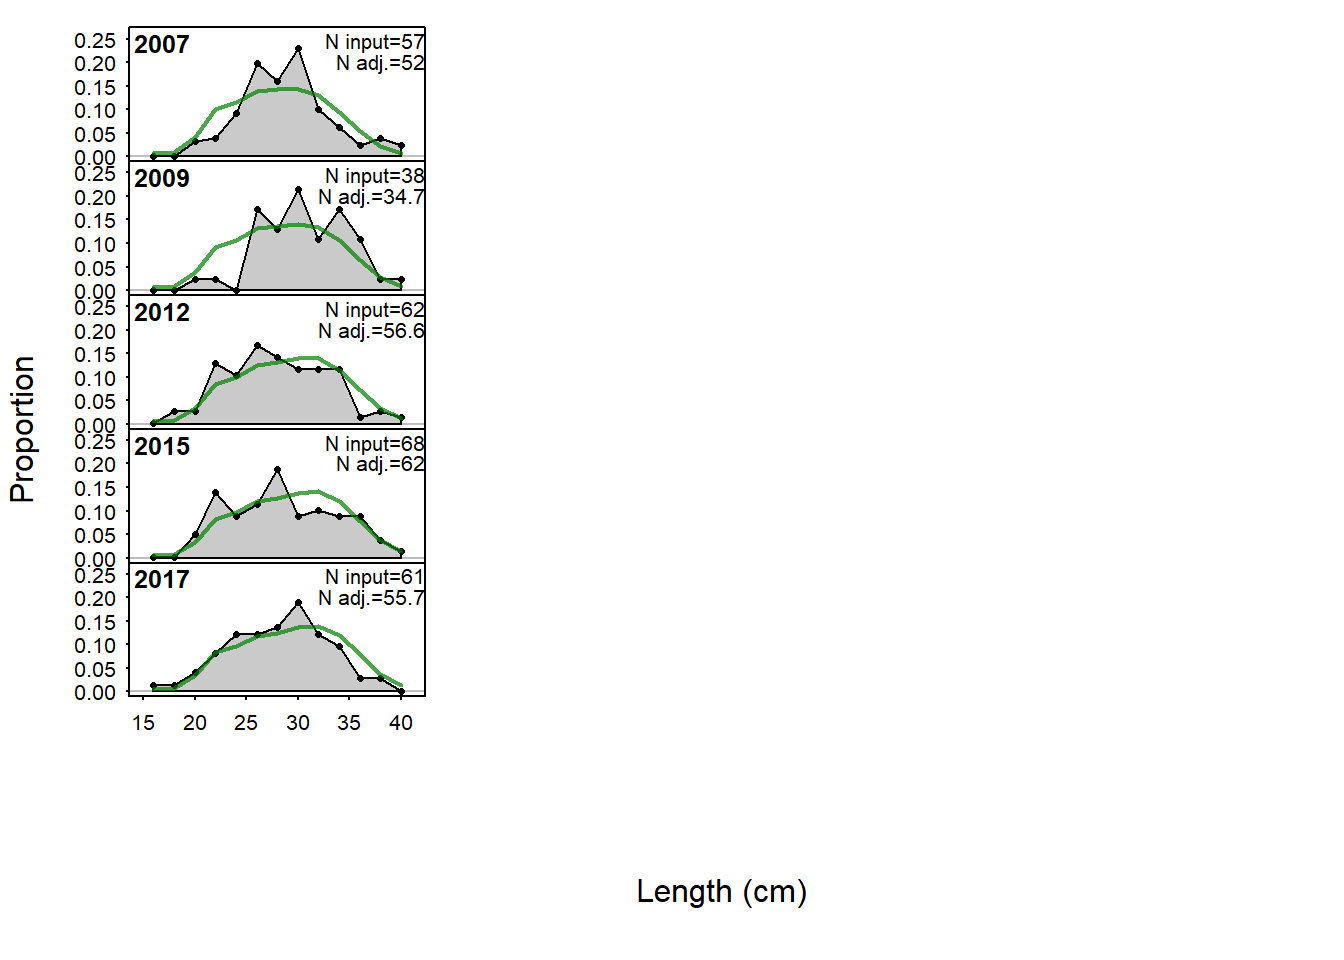 Proportion
2007
N input=57
N adj.=52
0.25
0.20
0.15
0.10
0.05
0.00
2009
N input=38
N adj.=34.7
0.25
0.20
0.15
0.10
0.05
0.00
2012
N input=62
N adj.=56.6
0.25
0.20
0.15
0.10
0.05
0.00
2015
N input=68
N adj.=62
0.25
0.20
0.15
0.10
0.05
0.00
2017
N input=61
N adj.=55.7
0.25
0.20
0.15
0.10
0.05
0.00
15 20 25 30 35 40
Length (cm)